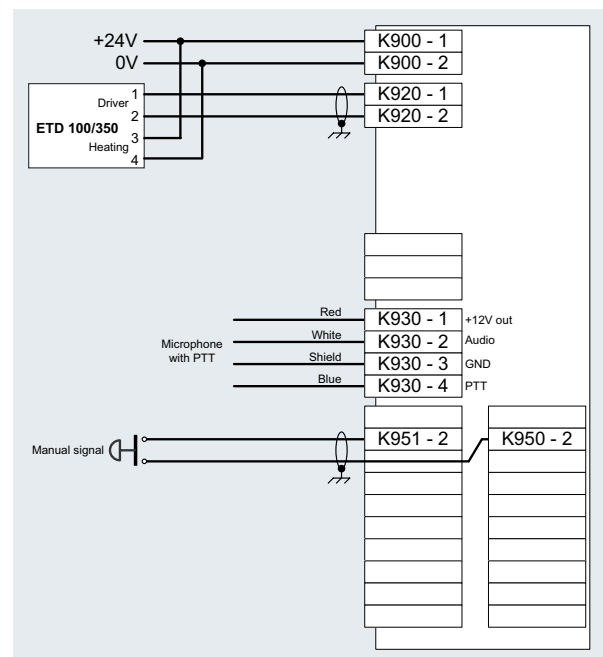 +24V
K900 - 1
0V
K900 - 2
1
K920 - 1
Driver
2
K920 - 2
ETD 100/350
3
Heating
4
Red
K930 - 1
+12V out
White
K930 - 2
Audio
Microphone
with PTT
Shield
K930 - 3
GND
Blue
K930 - 4
PTT
K951 - 2
K950 - 2
Manual signal